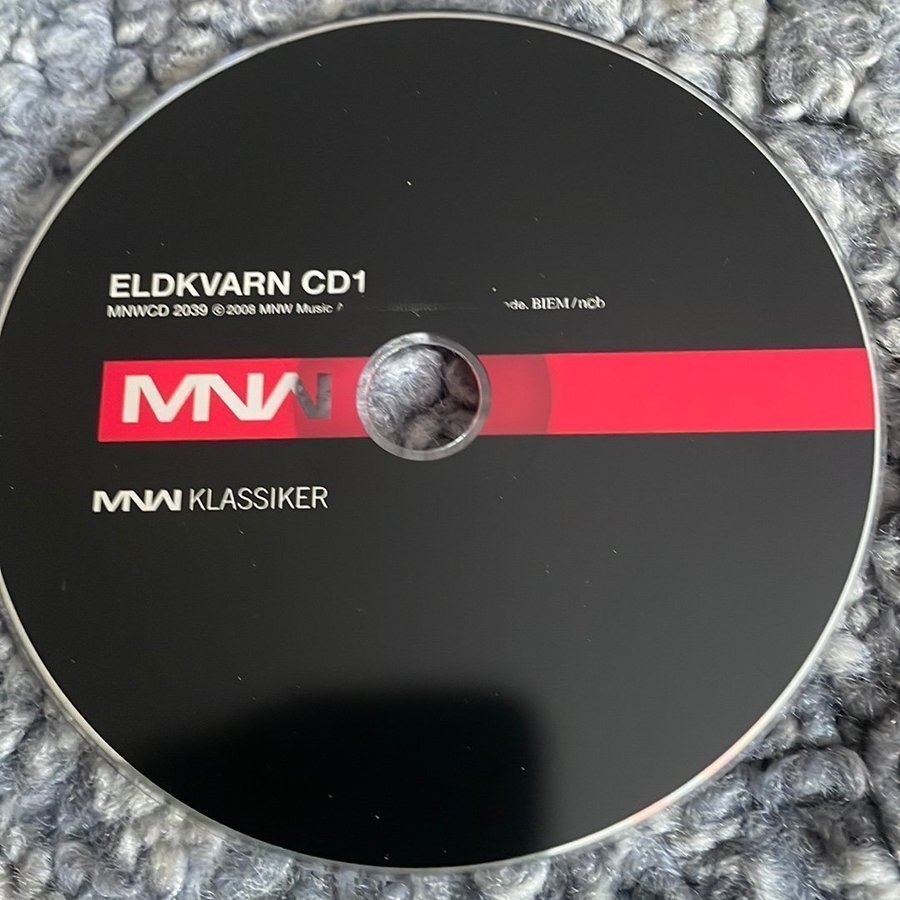 ELDKVARN CD1
MNWCD 2039 ℗©2008 MNW Music BIEM/nCb
MNW
MNW KLASSIKER